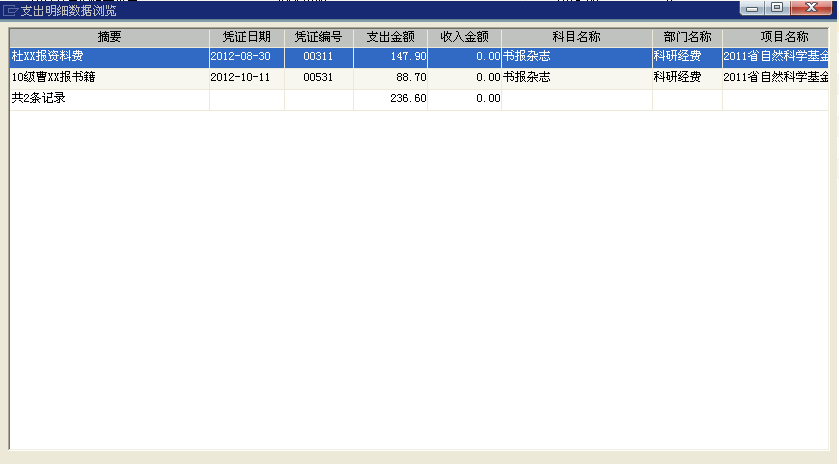 支出明细数据浏览
摘要 凭证日期 凭证编号 支出金额 收入金额 科目名称 部门名称 项目名称
杜XX报资料费 2012-08-30 00311 147.90 0.00 书报杂志 科研经费 2011省自然科学基金
10级曹XX报书籍 2012-10-11 00531 88.70 0.00 书报杂志 科研经费 2011省自然科学基金
共2条记录 236.60 0.00